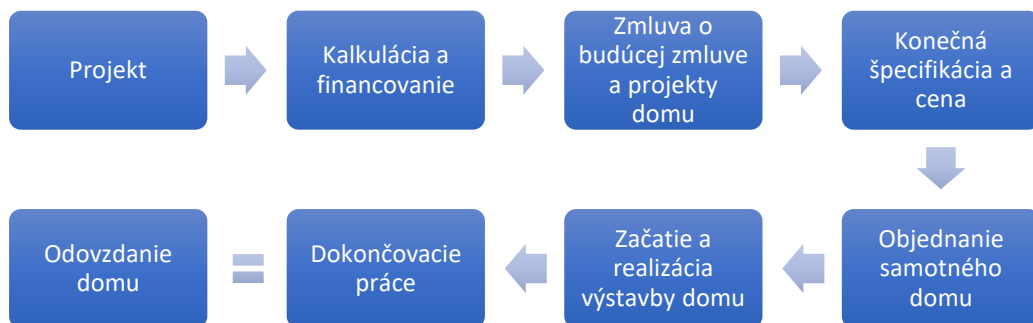 Projekt
Kalkulácia a
financovanie
Zmluva o
budúcej zmluve
a projekty
domu
Konečná
špecifikácia a
cena
Objednanie
samotného
domu
Začatie a
realizácia
výstavby domu
Dokončovacie
práce
Odovzdanie
domu